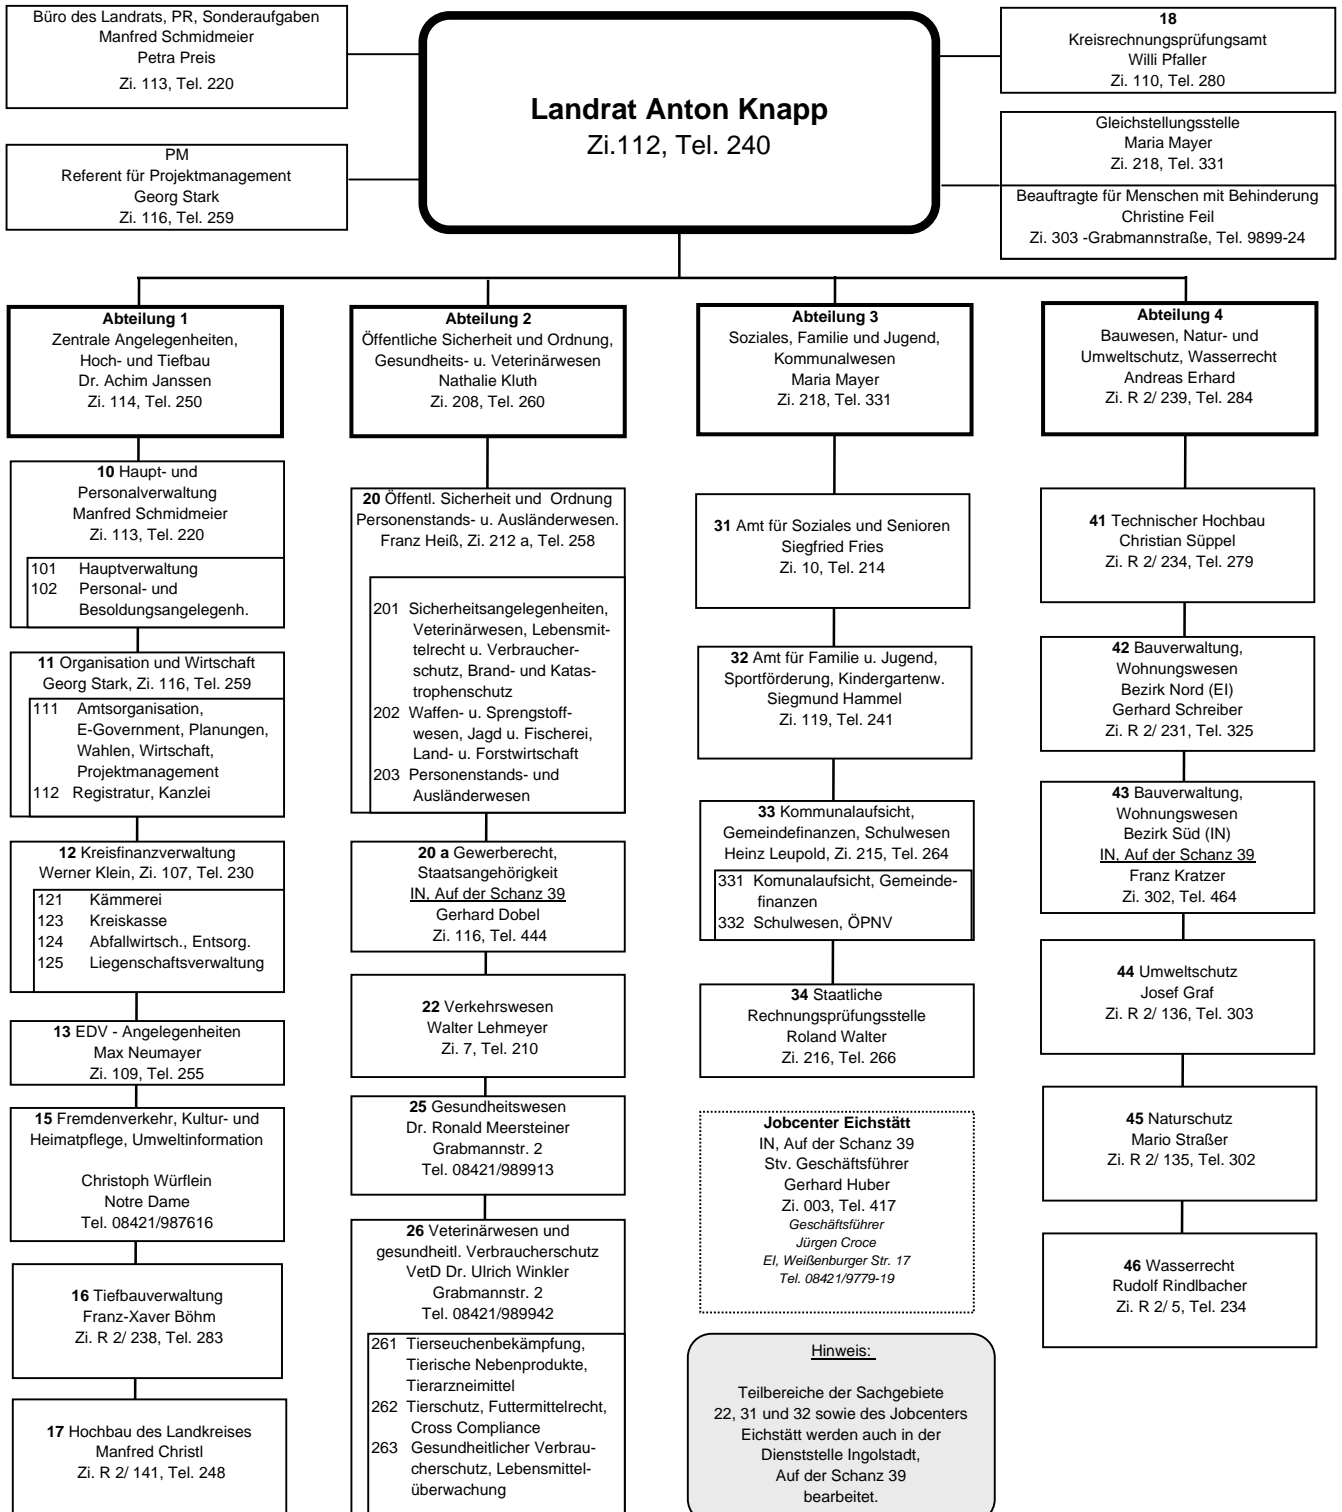 Büro des Landrats, PR, Sonderaufgaben
Manfred Schmidmeier
Petra Preis
Zi. 113, Tel. 220
PM
Referent für Projektmanagement
Georg Stark
Zi. 116, Tel. 259
Landrat Anton Knapp
Zi.112, Tel. 240
18
Kreisrechnungsprüfungsamt
Willi Pfaller
Zi. 110, Tel. 280
Gleichstellungsstelle
Maria Mayer
Zi. 218, Tel. 331
Beauftragte für Menschen mit Behinderung
Christine Feil
Zi. 303 -Grabmannstraße, Tel. 9899-24
Abteilung 1
Zentrale Angelegenheiten,
Hoch- und Tiefbau
Dr. Achim Janssen
Zi. 114, Tel. 250
10 Haupt- und
Personalverwaltung
Manfred Schmidmeier
Zi. 113, Tel. 220
101 Hauptverwaltung
102 Personal- und
Besoldungsangelegenh.
11 Organisation und Wirtschaft
Georg Stark, Zi. 116, Tel. 259
111 Amtsorganisation,
E-Government, Planungen,
Wahlen, Wirtschaft,
Projektmanagement
112 Registratur, Kanzlei
12 Kreisfinanzverwaltung
Werner Klein, Zi. 107, Tel. 230
121 Kämmerei
123 Kreiskasse
124 Abfallwirtsch., Entsorg.
125 Liegenschaftsverwaltung
13 EDV - Angelegenheiten
Max Neumayer
Zi. 109, Tel. 255
15 Fremdenverkehr, Kultur- und
Heimatpflege, Umweltinformation
Christoph Würflein
Notre Dame
Tel. 08421/987616
16 Tiefbauverwaltung
Franz-Xaver Böhm
Zi. R 2/ 238, Tel. 283
17 Hochbau des Landkreises
Manfred Christl
Zi. R 2/ 141, Tel. 248
Abteilung 2
Öffentliche Sicherheit und Ordnung,
Gesundheits- u. Veterinärwesen
Nathalie Kluth
Zi. 208, Tel. 260
20 Öffentl. Sicherheit und Ordnung
Personenstands- u. Ausländerwesen.
Franz Heiß, Zi. 212 a, Tel. 258
201 Sicherheitsangelegenheiten,
Veterinärwesen, Lebensmit-
telrecht u. Verbraucher-
schutz, Brand- und Katas-
trophenschutz
202 Waffen- u. Sprengstoff-
wesen, Jagd u. Fischerei,
Land- u. Forstwirtschaft
203 Personenstands- und
Ausländerwesen
20 a Gewerberecht,
Staatsangehörigkeit
IN, Auf der Schanz 39
Gerhard Dobel
Zi. 116, Tel. 444
22 Verkehrswesen
Walter Lehmeyer
Zi. 7, Tel. 210
25 Gesundheitswesen
Dr. Ronald Meersteiner
Grabmannstr. 2
Tel. 08421/989913
26 Veterinärwesen und
gesundheitl. Verbraucherschutz
VetD Dr. Ulrich Winkler
Grabmannstr. 2
Tel. 08421/989942
261 Tierseuchenbekämpfung,
Tierische Nebenprodukte,
Tierarzneimittel
262 Tierschutz, Futtermittelrecht,
Cross Compliance
263 Gesundheitlicher Verbrau-
cherschutz, Lebensmittel-
überwachung
Abteilung 3
Soziales, Familie und Jugend,
Kommunalwesen
Maria Mayer
Zi. 218, Tel. 331
31 Amt für Soziales und Senioren
Siegfried Fries
Zi. 10, Tel. 214
32 Amt für Familie u. Jugend,
Sportförderung, Kindergartenw.
Siegmund Hammel
Zi. 119, Tel. 241
33 Kommunalaufsicht,
Gemeindefinanzen, Schulwesen
Heinz Leupold, Zi. 215, Tel. 264
331 Komunalaufsicht, Gemeinde-
finanzen
332 Schulwesen, ÖPNV
34 Staatliche
Rechnungsprüfungsstelle
Roland Walter
Zi. 216, Tel. 266
Jobcenter Eichstätt
IN, Auf der Schanz 39
Stv. Geschäftsführer
Gerhard Huber
Zi. 003, Tel. 417
Geschäftsführer
Jürgen Croce
EI, Weißenburger Str. 17
Tel. 08421/9779-19
Hinweis:
Teilbereiche der Sachgebiete
22, 31 und 32 sowie des Jobcenters
Eichstätt werden auch in der
Dienststelle Ingolstadt,
Auf der Schanz 39
bearbeitet.
Abteilung 4
Bauwesen, Natur- und
Umweltschutz, Wasserrecht
Andreas Erhard
Zi. R 2/ 239, Tel. 284
41 Technischer Hochbau
Christian Süppel
Zi. R 2/ 234, Tel. 279
42 Bauverwaltung,
Wohnungswesen
Bezirk Nord (EI)
Gerhard Schreiber
Zi. R 2/ 231, Tel. 325
43 Bauverwaltung,
Wohnungswesen
Bezirk Süd (IN)
IN, Auf der Schanz 39
Franz Kratzer
Zi. 302, Tel. 464
44 Umweltschutz
Josef Graf
Zi. R 2/ 136, Tel. 303
45 Naturschutz
Mario Straßer
Zi. R 2/ 135, Tel. 302
46 Wasserrecht
Rudolf Rindlbacher
Zi. R 2/ 5, Tel. 234